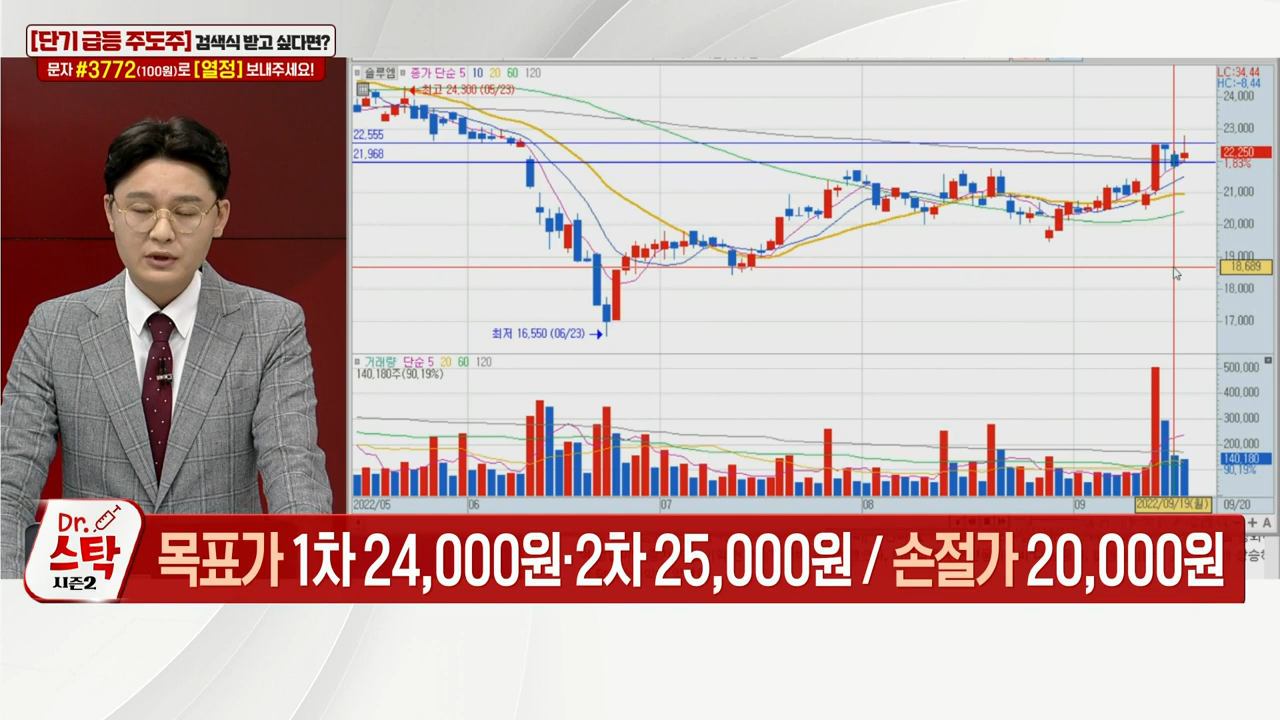 [단기 급등 주도주] 검색식 받고 싶다면?
문자 #3772(100원)로 [열정] 보내주세요!
솔루엠 종가 단순 5 10 20 60 120
최고 24,300 (05/23)
LC:34,44
HC:-8,44
24,000
23,000
22,555
22,250
1,83%
21,968
21,000
20,000
19,000
18,689
18,000
17,000
최저 16,550 (06/23)
거래량 단순 5 20 60 120
140,180주(90,19%)
500,000
400,000
300,000
200,000
140,180
90,19%
2022/05 06 07 08 09 2022/09/19(월) 09/20
Dr.
스탁
시즌2
목표가 1차 24,000원·2차 25,000원 / 손절가 20,000원